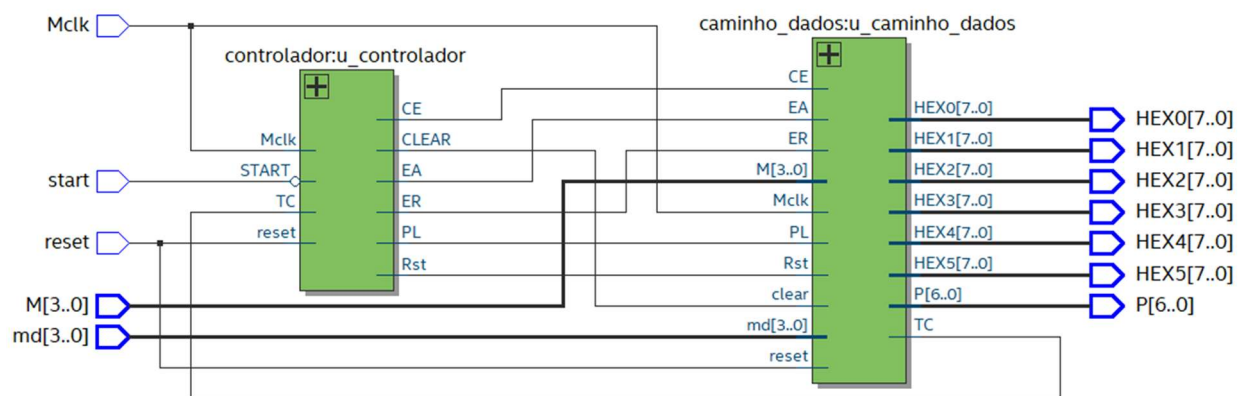 Mclk
start
reset
M[3..0]
md[3..0]
controlador:u_controlador
Mclk
START
TC
reset
CE
CLEAR
EA
ER
PL
Rst
caminho_dados:u_caminho_dados
CE
EA
ER
M[3..0]
Mclk
PL
Rst
clear
md[3..0]
reset
HEX0[7..0]
HEX1[7..0]
HEX2[7..0]
HEX3[7..0]
HEX4[7..0]
HEX5[7..0]
P[6..0]
TC
HEX0[7..0]
HEX1[7..0]
HEX2[7..0]
HEX3[7..0]
HEX4[7..0]
HEX5[7..0]
P[6..0]